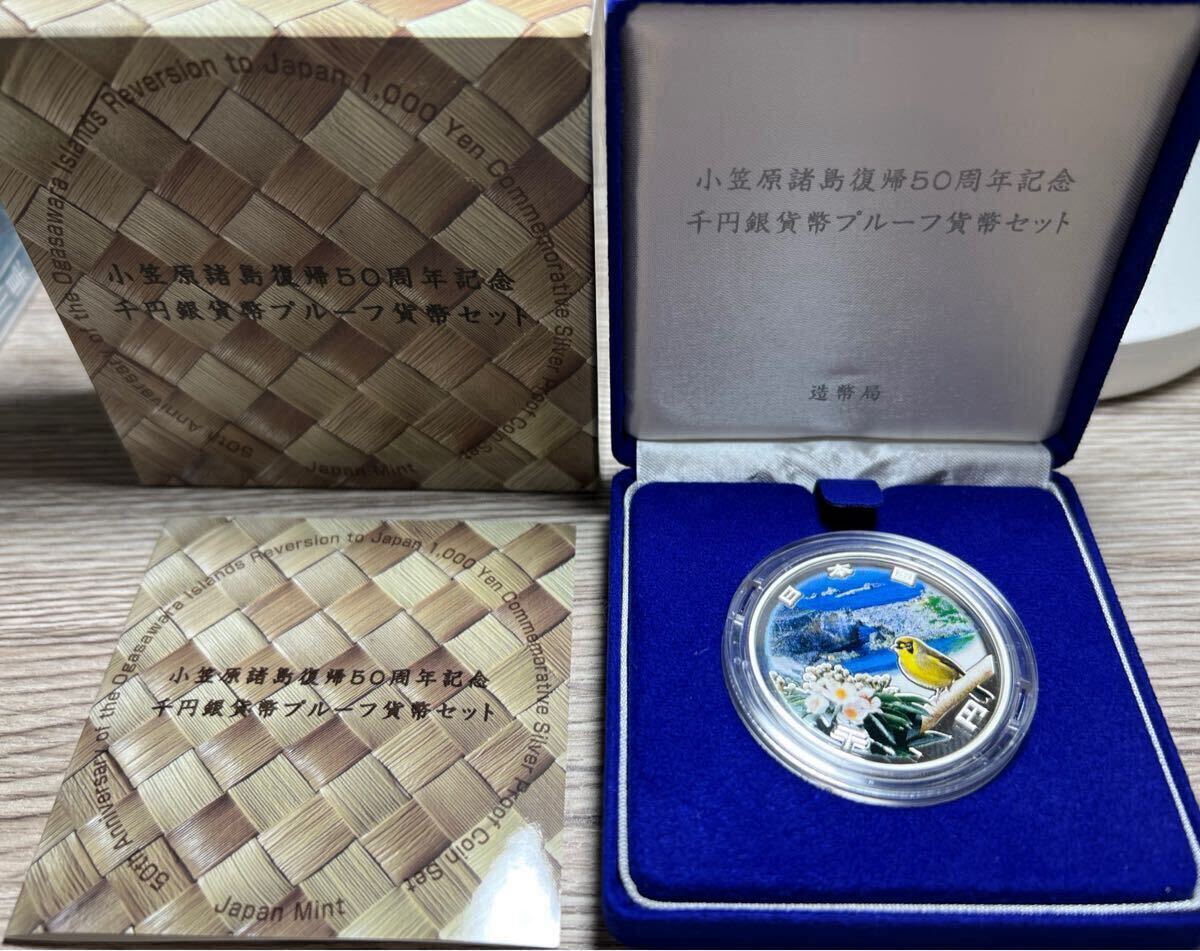 50th Anniversary of the Ogasawara Islands Reversion to Japan 1,000 Yen Commemorative Silver Proof Coin Set
小笠原諸島復帰50周年記念
千円銀貨幣プルーフ貨幣セット
Japan Mint
小笠原諸島復帰50周年記念
千円銀貨幣プルーフ貨幣セット
造幣局
50th Anniversary of the Ogasawara Islands Reversion to Japan 1,000 Yen Commemorative Silver Proof Coin Set
小笠原諸島復帰50周年記念
千円銀貨幣プルーフ貨幣セット
Japan Mint
日本国
千円